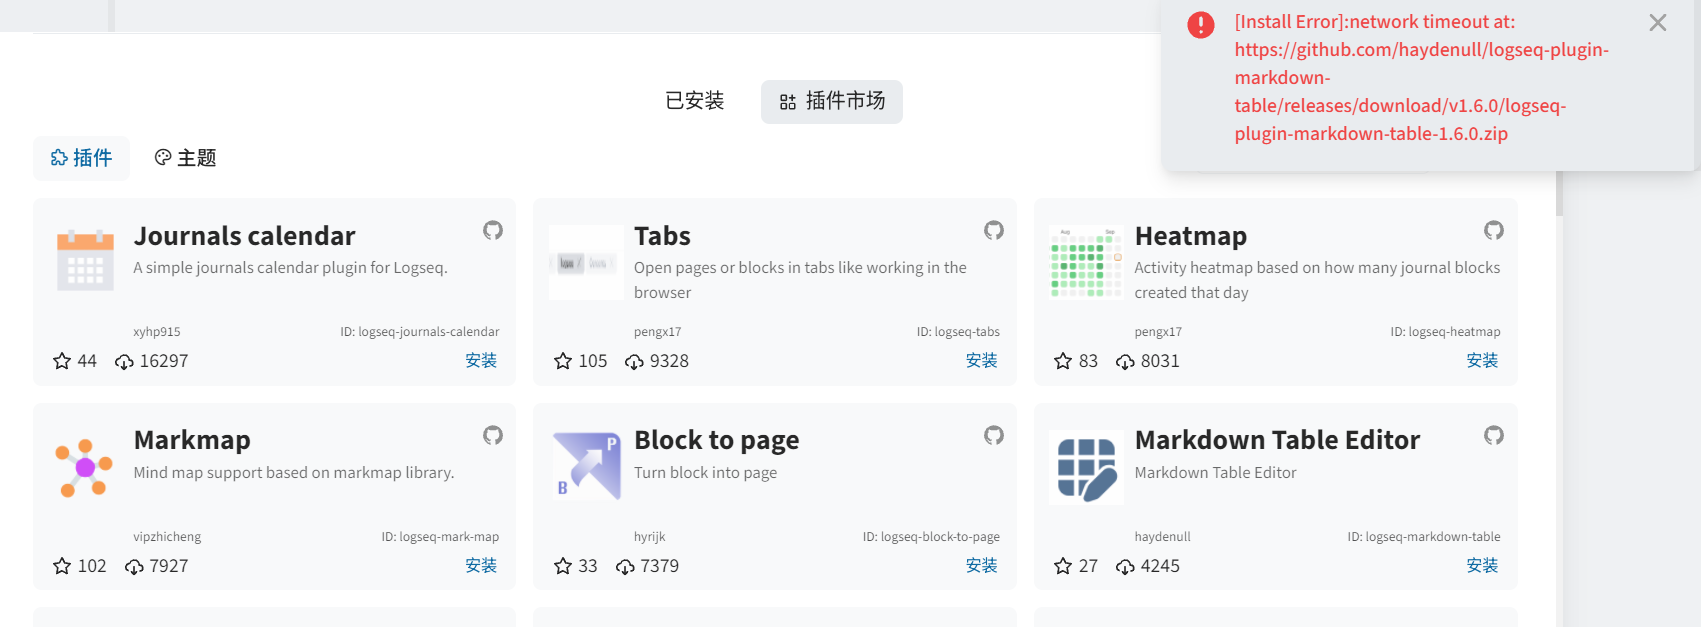 [Install Error]:network timeout at:
https://github.com/haydenull/logseq-plugin-
markdown-
table/releases/download/v1.6.0/logseq-
plugin-markdown-table-1.6.0.zip
已安装
插件市场
插件
主题
Journals calendar
A simple journals calendar plugin for Logseq.
xyhp915
ID: logseq-journals-calendar
44
16297
安装
Tabs
Open pages or blocks in tabs like working in the
browser
pengx17
ID: logseq-tabs
105
9328
安装
Aug
Sep
Heatmap
Activity heatmap based on how many journal blocks
created that day
pengx17
ID: logseq-heatmap
83
8031
安装
Markmap
Mind map support based on markmap library.
vipzhicheng
ID: logseq-mark-map
102
7927
安装
P
B
Block to page
Turn block into page
hyrijk
ID: logseq-block-to-page
33
7379
安装
Markdown Table Editor
Markdown Table Editor
haydenull
ID: logseq-markdown-table
27
4245
安装